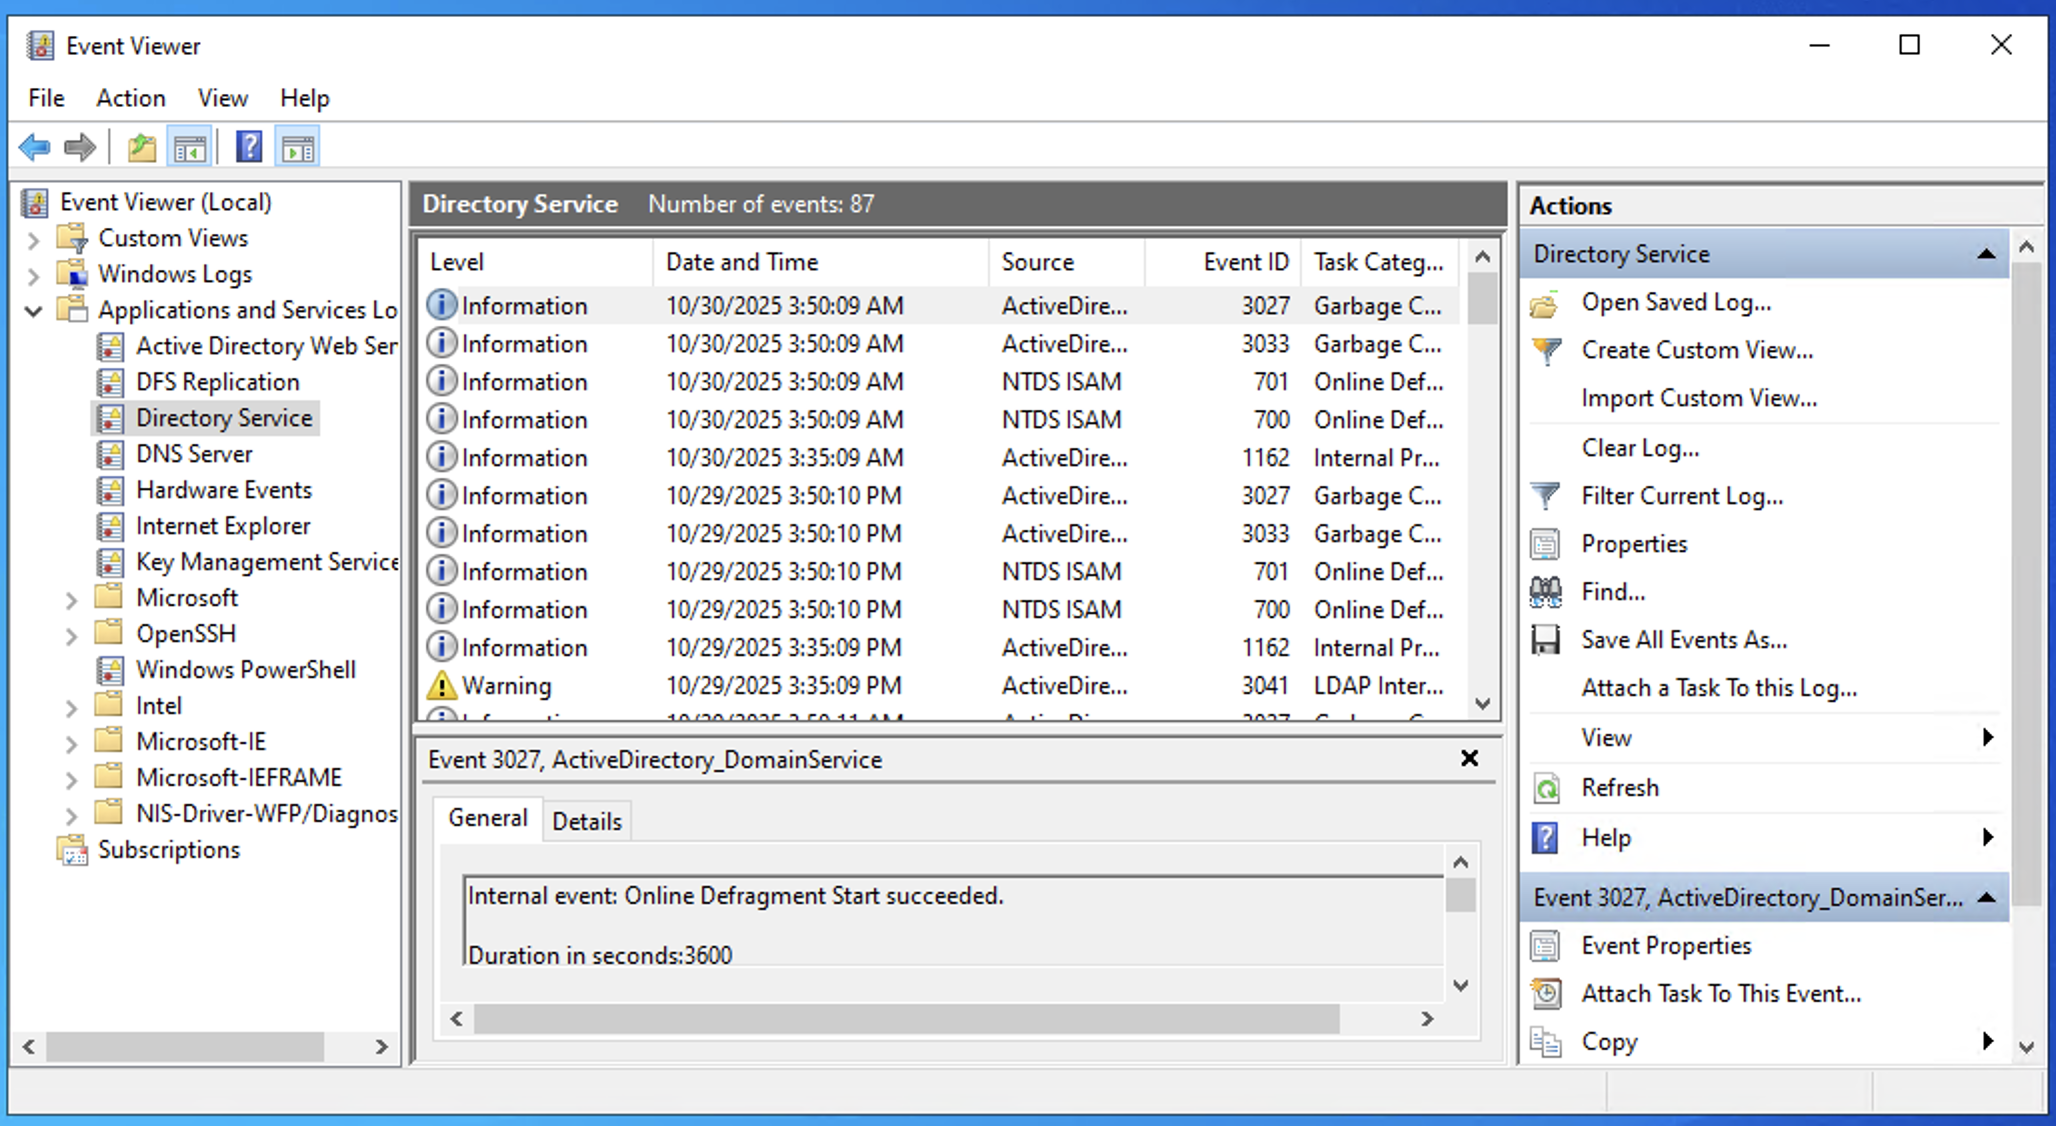 Event Viewer
File Action View Help
Event Viewer (Local)
Custom Views
Windows Logs
Applications and Services Lo
Active Directory Web Ser
DFS Replication
Directory Service
DNS Server
Hardware Events
Internet Explorer
Key Management Service
Microsoft
OpenSSH
Windows PowerShell
Intel
Microsoft-IE
Microsoft-IEFRAME
NIS-Driver-WFP/Diagnos
Subscriptions
Directory Service Number of events: 87
Level Date and Time Source Event ID Task Categ...
Information 10/30/2025 3:50:09 AM ActiveDire... 3027 Garbage C...
Information 10/30/2025 3:50:09 AM ActiveDire... 3033 Garbage C...
Information 10/30/2025 3:50:09 AM NTDS ISAM 701 Online Def...
Information 10/30/2025 3:50:09 AM NTDS ISAM 700 Online Def...
Information 10/30/2025 3:35:09 AM ActiveDire... 1162 Internal Pr...
Information 10/29/2025 3:50:10 PM ActiveDire... 3027 Garbage C...
Information 10/29/2025 3:50:10 PM ActiveDire... 3033 Garbage C...
Information 10/29/2025 3:50:10 PM NTDS ISAM 701 Online Def...
Information 10/29/2025 3:50:10 PM NTDS ISAM 700 Online Def...
Information 10/29/2025 3:35:09 PM ActiveDire... 1162 Internal Pr...
Warning 10/29/2025 3:35:09 PM ActiveDire... 3041 LDAP Inter...
Event 3027, ActiveDirectory_DomainService
General Details
Internal event: Online Defragment Start succeeded.
Duration in seconds:3600
Actions
Directory Service
Open Saved Log...
Create Custom View...
Import Custom View...
Clear Log...
Filter Current Log...
Properties
Find...
Save All Events As...
Attach a Task To this Log...
View
Refresh
Help
Event 3027, ActiveDirectory_DomainSer...
Event Properties
Attach Task To This Event...
Copy